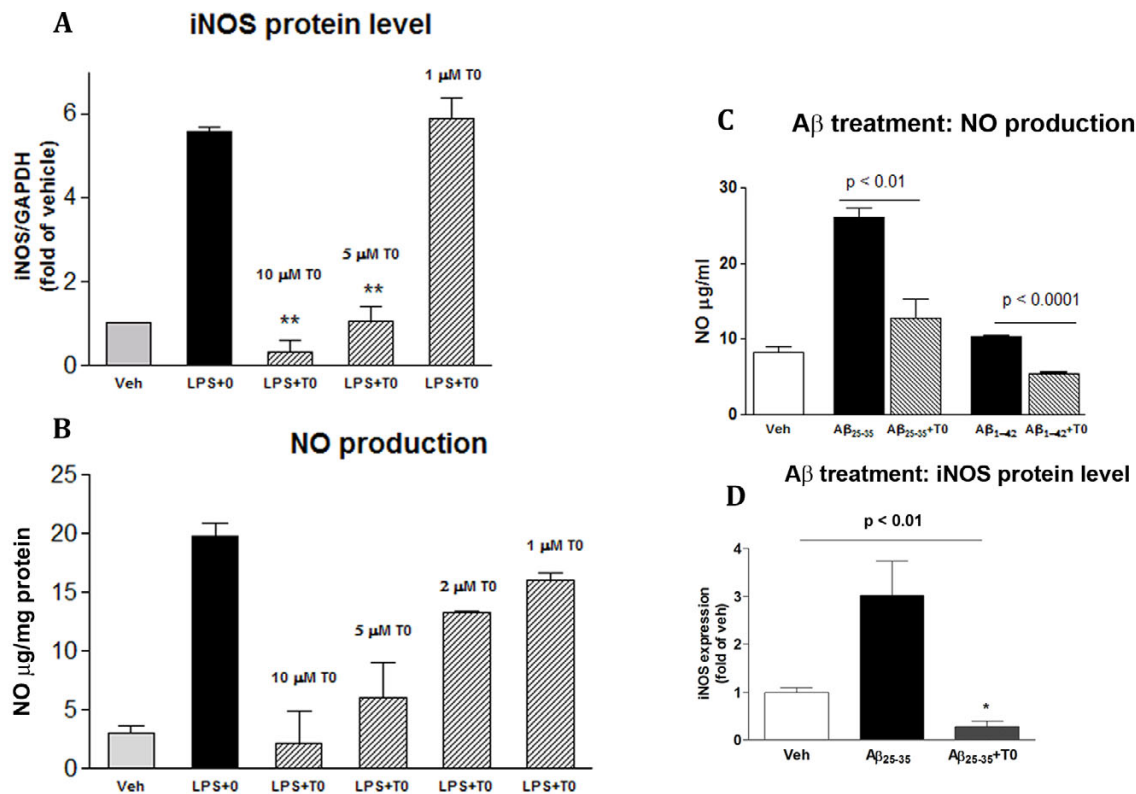 A
iNOS protein level
iNOS/GAPDH
(fold of vehicle)
6
4
2
0
10 μM T0
5 μM T0
1 μM T0
**
**
Veh
LPS+0
LPS+T0
LPS+T0
LPS+T0
B
NO production
NO μg/mg protein
25
20
15
10
5
0
10 μM T0
5 μM T0
2 μM T0
1 μM T0
Veh
LPS+0
LPS+T0
LPS+T0
LPS+T0
LPS+T0
C
Aβ treatment: NO production
NO μg/ml
30
20
10
0
p < 0.01
p < 0.0001
Veh
Aβ25-35
Aβ25-35+T0
Aβ1–42
Aβ1–42+T0
Aβ treatment: iNOS protein level
D
p < 0.01
iNOS expression
(fold of veh)
4
3
2
1
0
*
Veh
Aβ25-35
Aβ25-35+T0